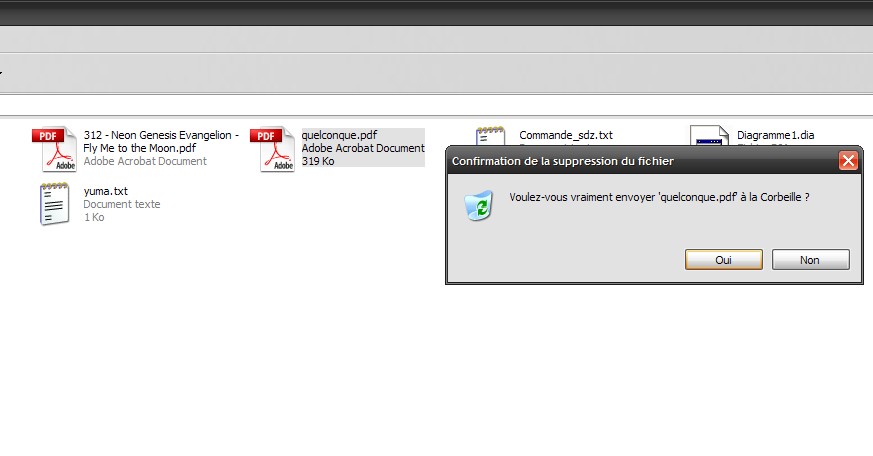 312 - Neon Genesis Evangelion -
Fly Me to the Moon.pdf
Adobe Acrobat Document
quelconque.pdf
Adobe Acrobat Document
319 Ko
Commande_sdz.txt
Diagramme1.dia
yuma.txt
Document texte
1 Ko
Confirmation de la suppression du fichier
Voulez-vous vraiment envoyer 'quelconque.pdf' à la Corbeille ?
Oui
Non
PDF
Adobe
PDF
Adobe